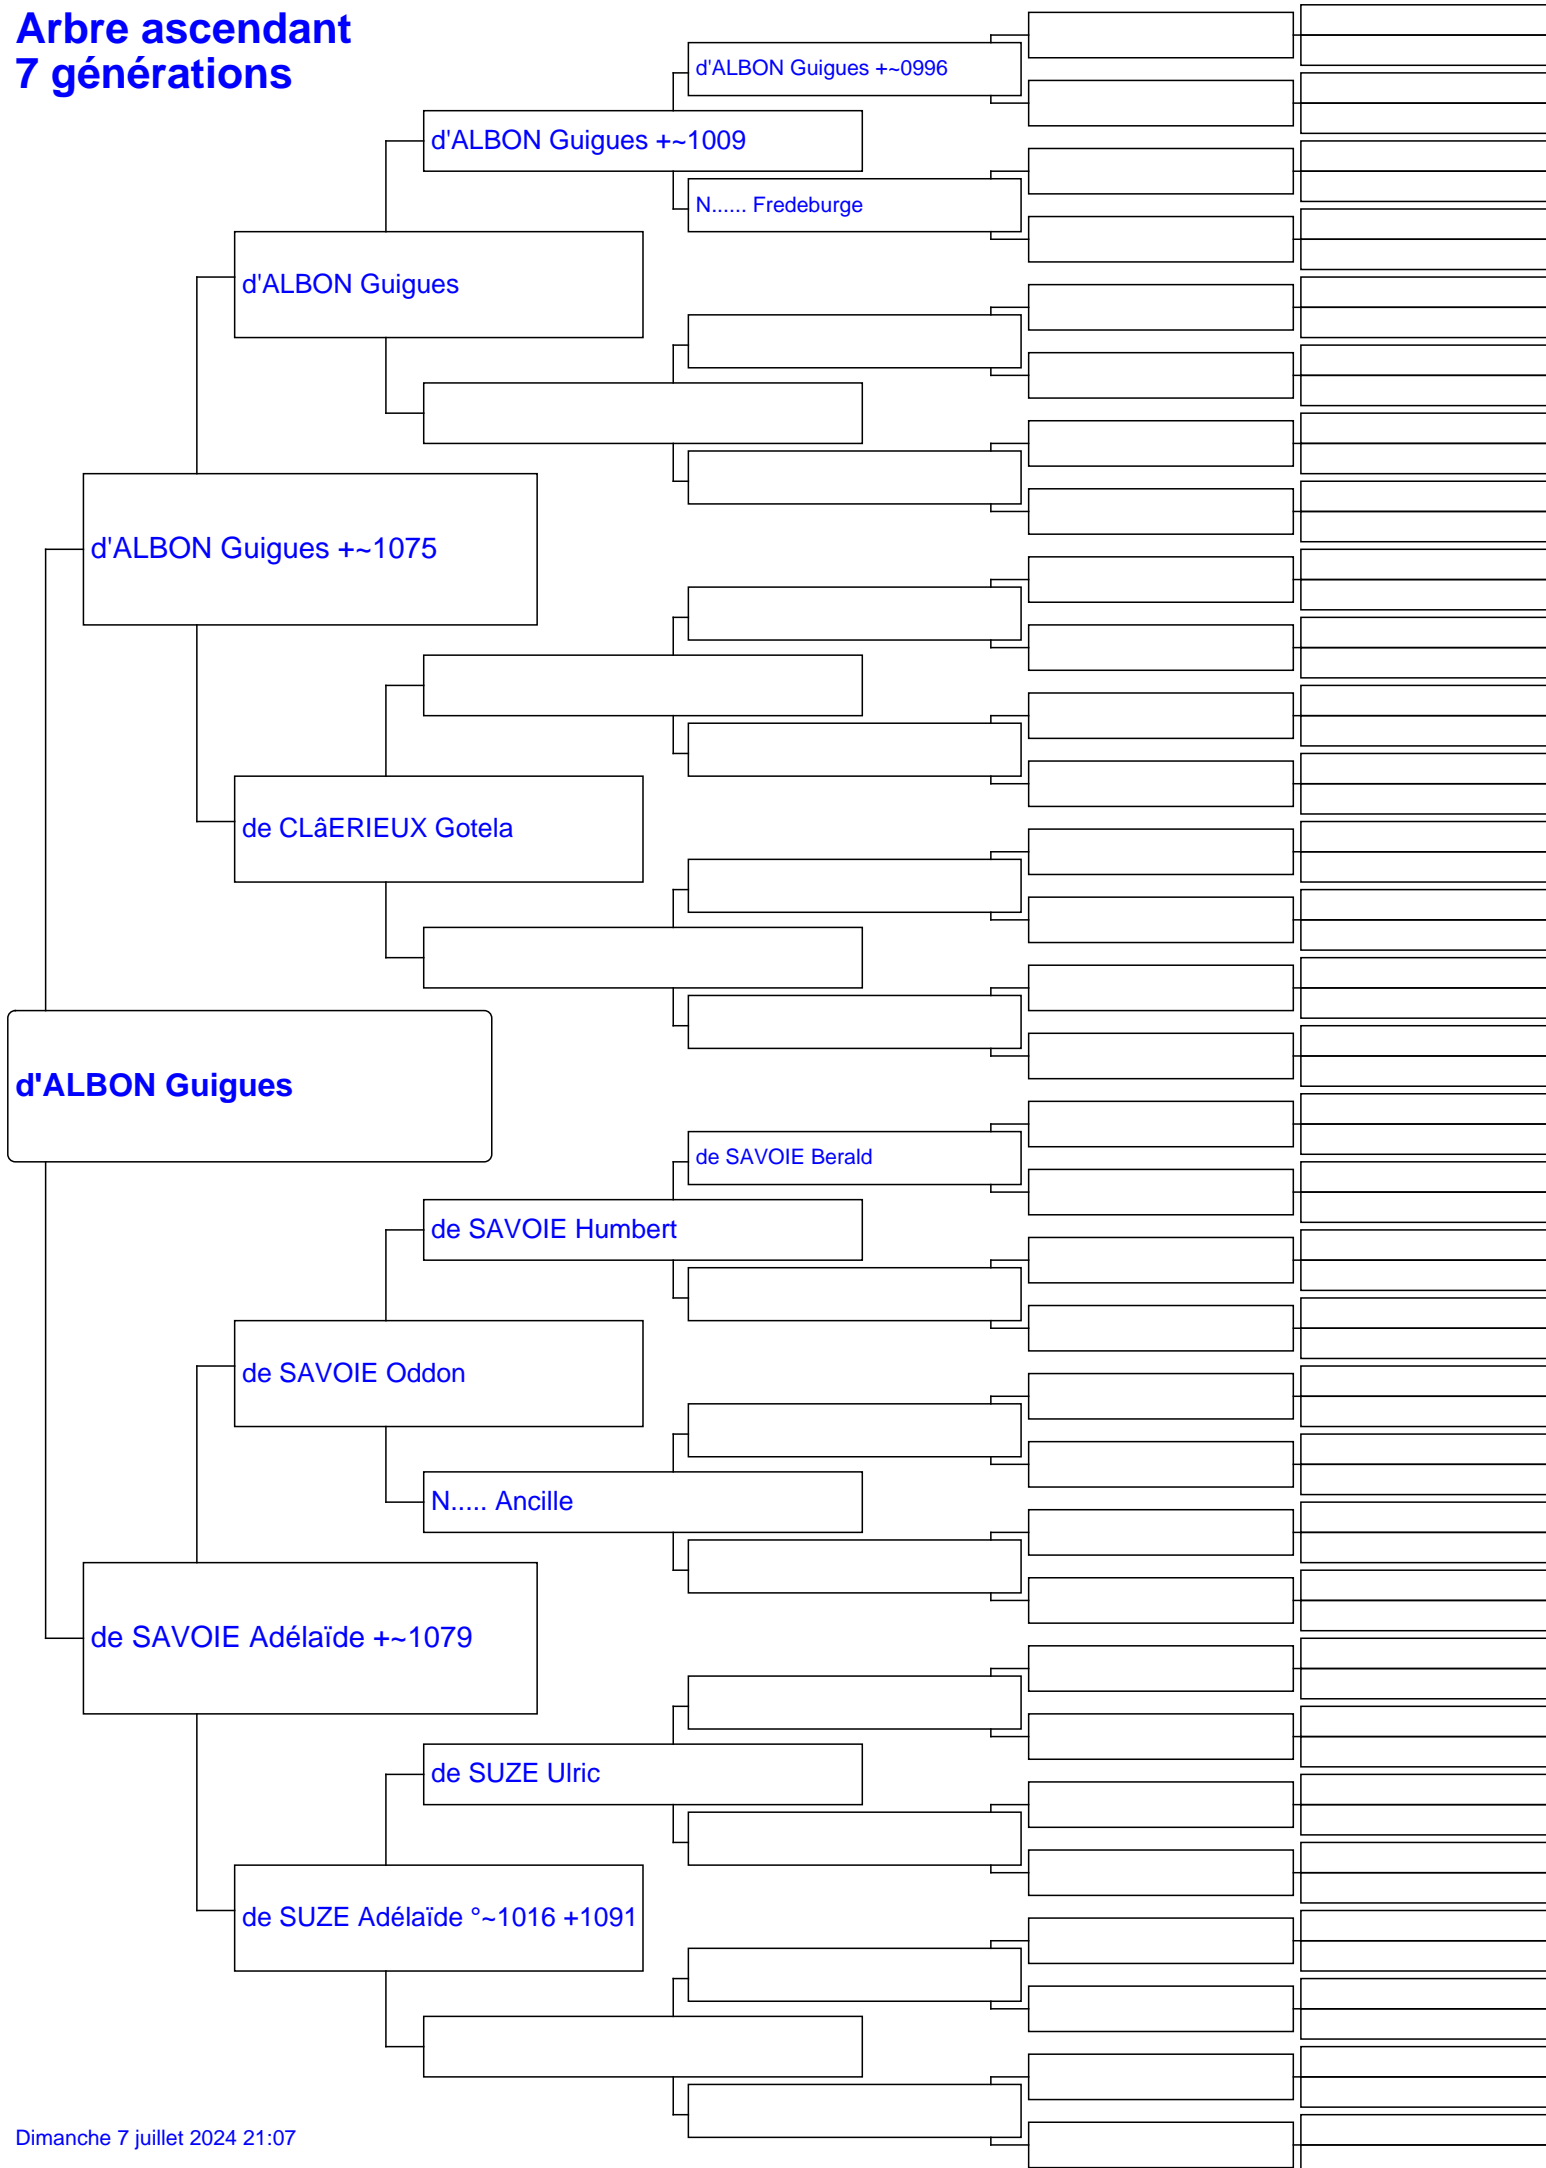 Arbre ascendant
7 générations
d'ALBON Guigues +~0996
d'ALBON Guigues +~1009
N...... Fredeburge
d'ALBON Guigues
d'ALBON Guigues +~1075
de CLâERIEUX Gotela
d'ALBON Guigues
de SAVOIE Berald
de SAVOIE Humbert
de SAVOIE Oddon
N..... Ancille
de SAVOIE Adélaïde +~1079
de SUZE Ulric
de SUZE Adélaïde °~1016 +1091
Dimanche 7 juillet 2024 21:07